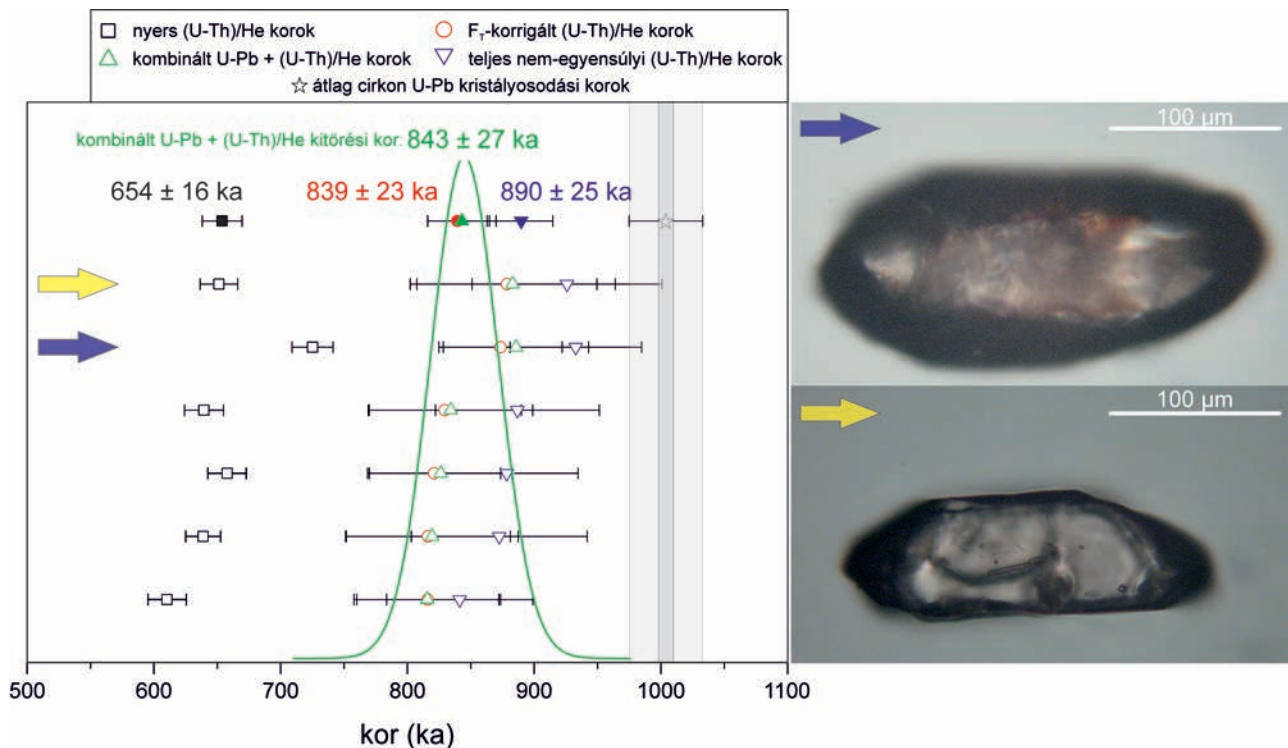 nyers (U-Th)/He korok
F_T-korrigált (U-Th)/He korok
kombinált U-Pb + (U-Th)/He korok
teljes nem-egyensúlyi (U-Th)/He korok
átlag cirkon U-Pb kristályosodási korok
kombinált U-Pb + (U-Th)/He kitörési kor: 843 ± 27 ka
654 ± 16 ka
839 ± 23 ka
890 ± 25 ka
500 600 700 800 900 1000 1100
kor (ka)
100 µm
100 µm